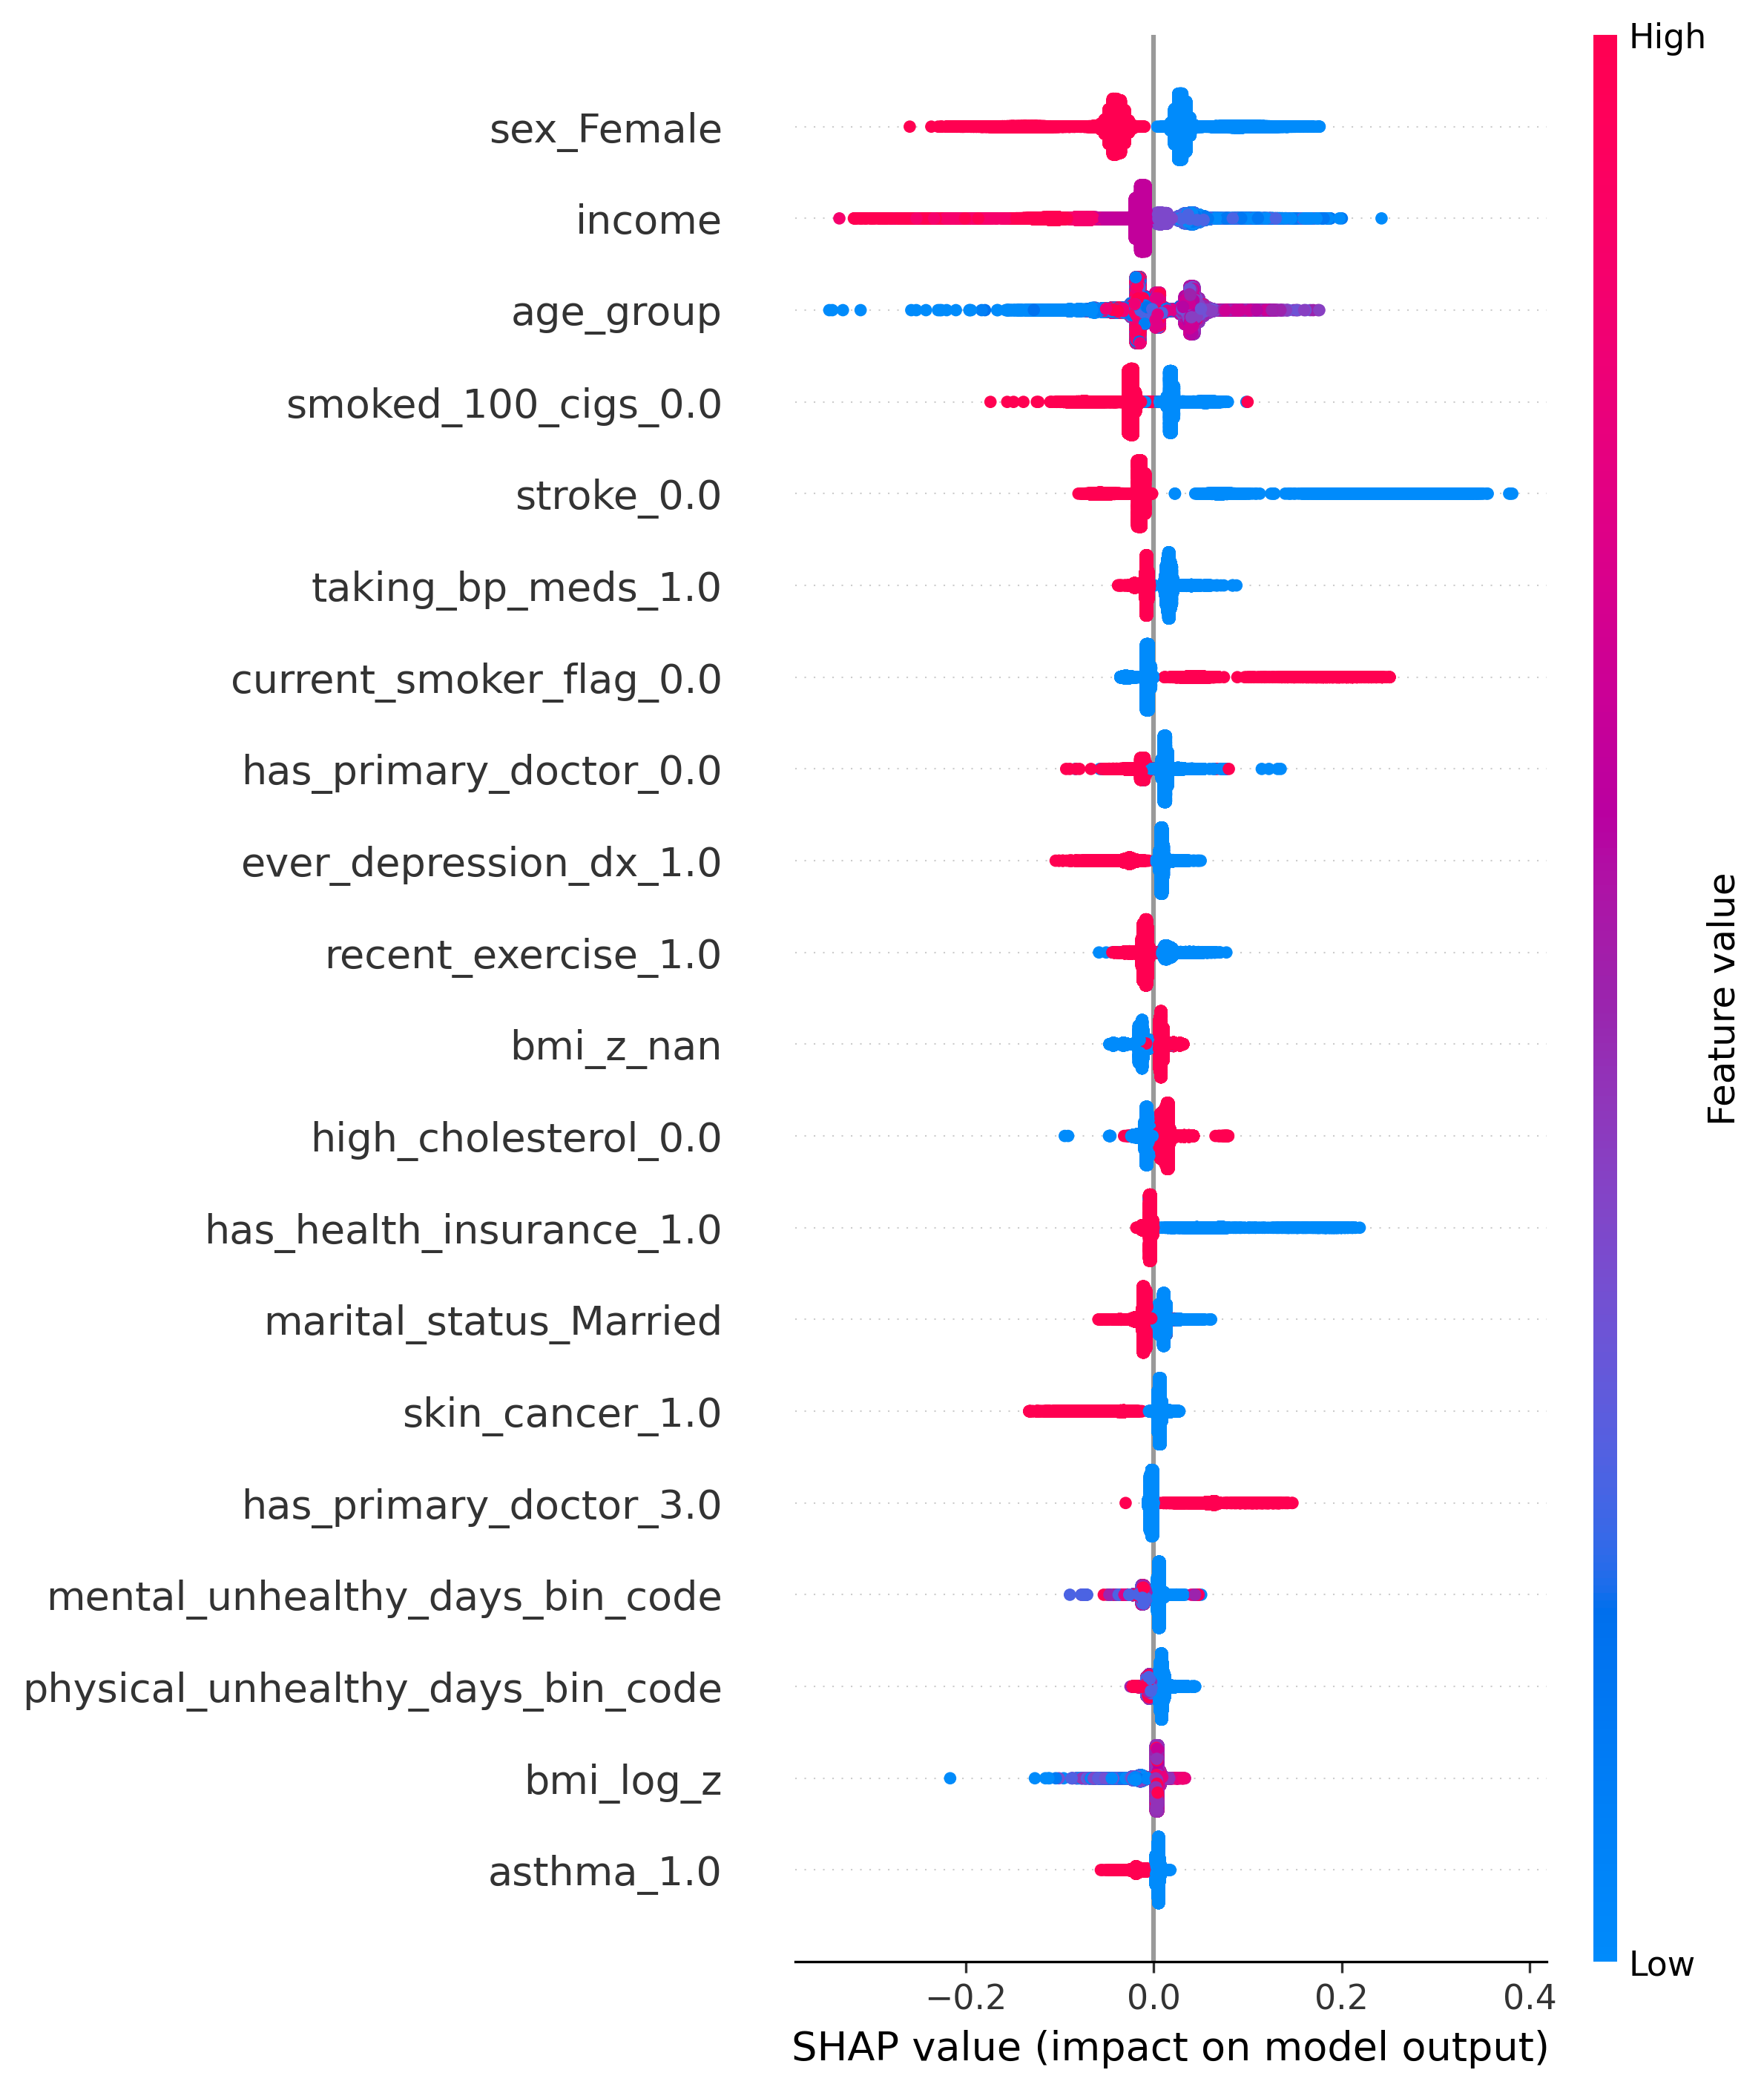 High
sex_Female
income
age_group
smoked_100_cigs_0.0
stroke_0.0
taking_bp_meds_1.0
current_smoker_flag_0.0
has_primary_doctor_0.0
ever_depression_dx_1.0
recent_exercise_1.0
bmi_z_nan
high_cholesterol_0.0
has_health_insurance_1.0
marital_status_Married
skin_cancer_1.0
has_primary_doctor_3.0
mental_unhealthy_days_bin_code
physical_unhealthy_days_bin_code
bmi_log_z
asthma_1.0
Feature value
Low
−0.2 0.0 0.2 0.4
SHAP value (impact on model output)